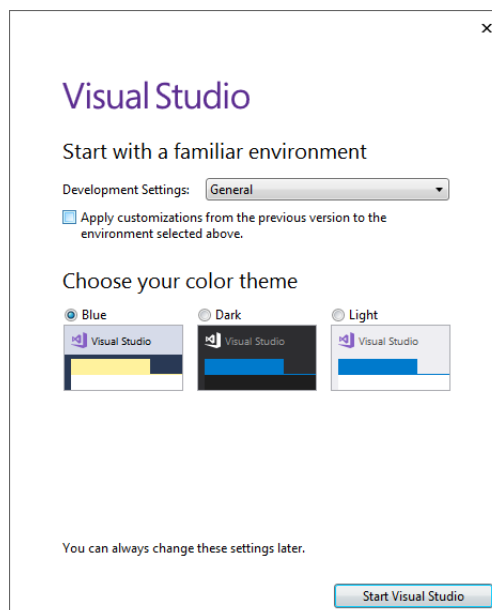 Visual Studio
Start with a familiar environment
Development Settings: General
Apply customizations from the previous version to the
environment selected above.
Choose your color theme
Blue Dark Light
Visual Studio Visual Studio Visual Studio
You can always change these settings later.
Start Visual Studio